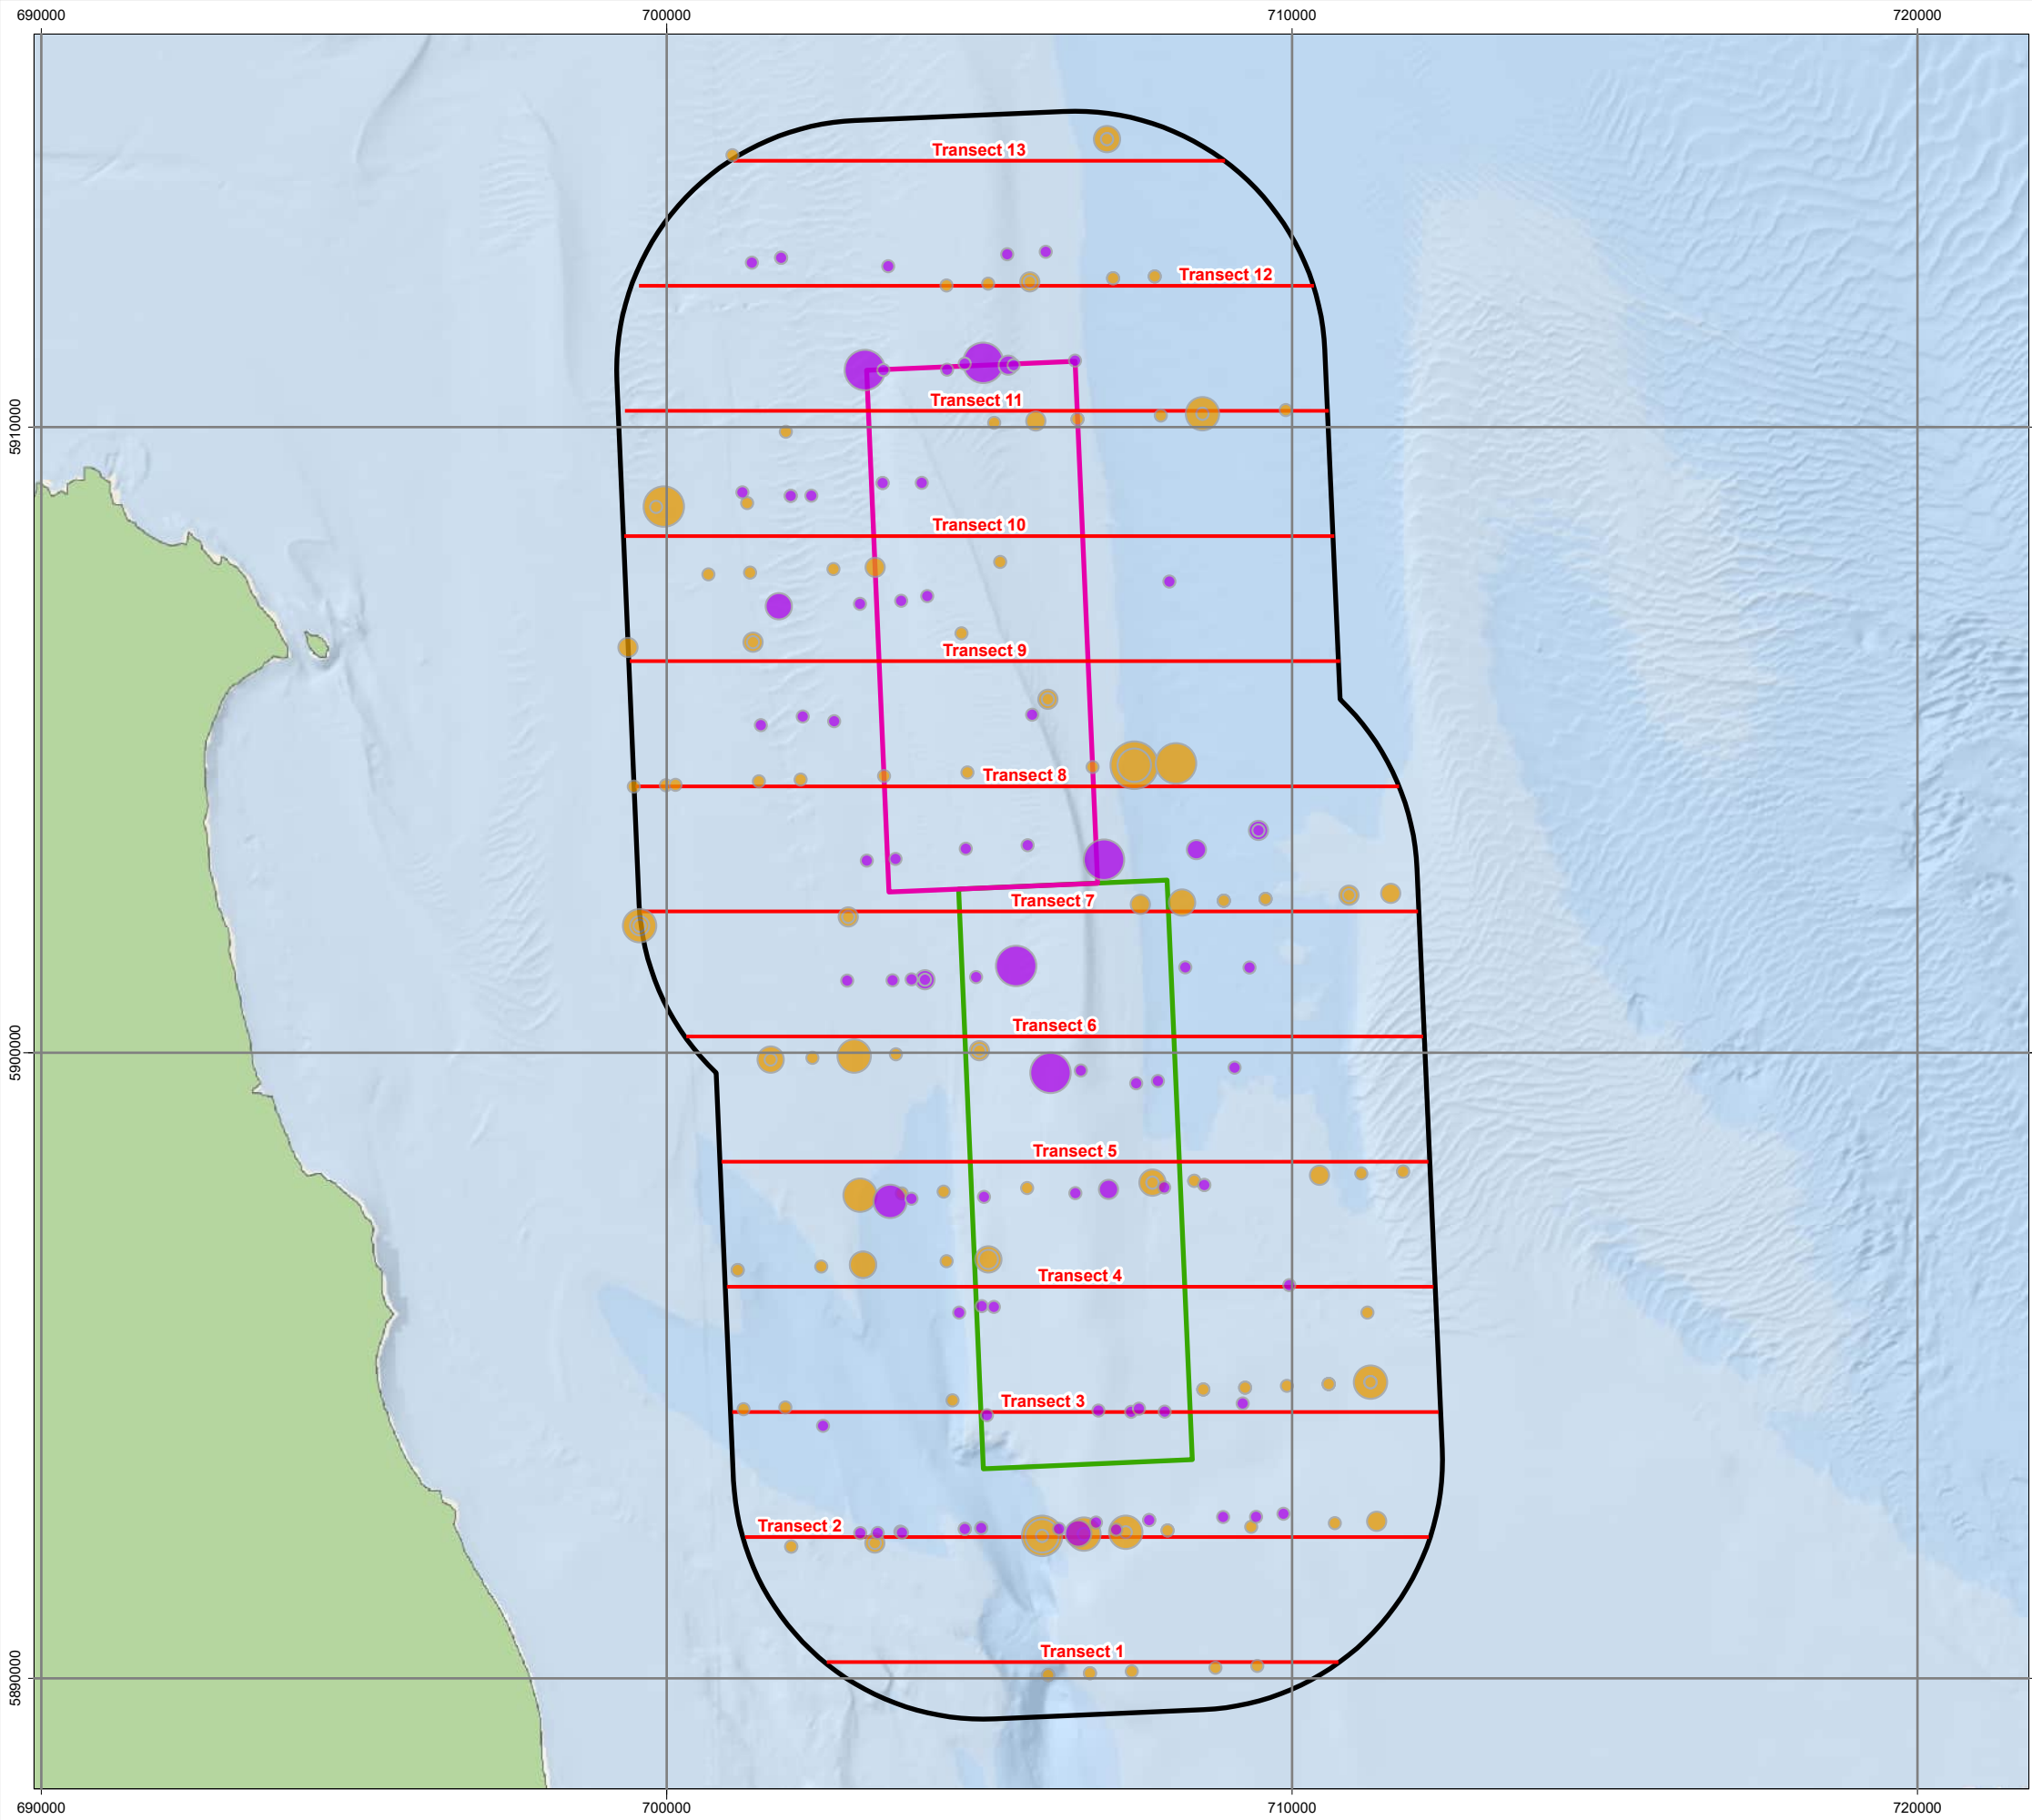 690000 700000 710000 720000
Transect 13
Transect 12
Transect 11
5910000
Transect 10
Transect 9
Transect 8
Transect 7
Transect 6
5900000
Transect 5
Transect 4
Transect 3
Transect 2
Transect 1
5890000
690000 700000 710000 720000